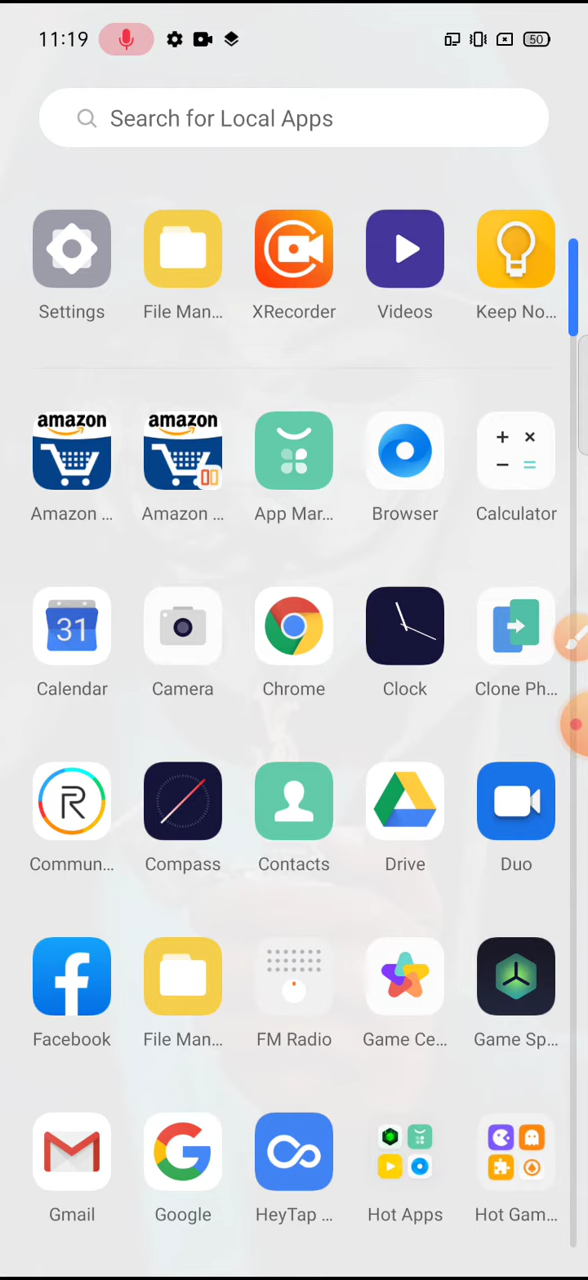 11:19 50
Search for Local Apps
Settings File Man... XRecorder Videos Keep No...
amazon amazon
Amazon ... Amazon ... App Mar... Browser Calculator
31
Calendar Camera Chrome Clock Clone Ph...
Commun... Compass Contacts Drive Duo
Facebook File Man... FM Radio Game Ce... Game Sp...
Gmail Google HeyTap ... Hot Apps Hot Gam...